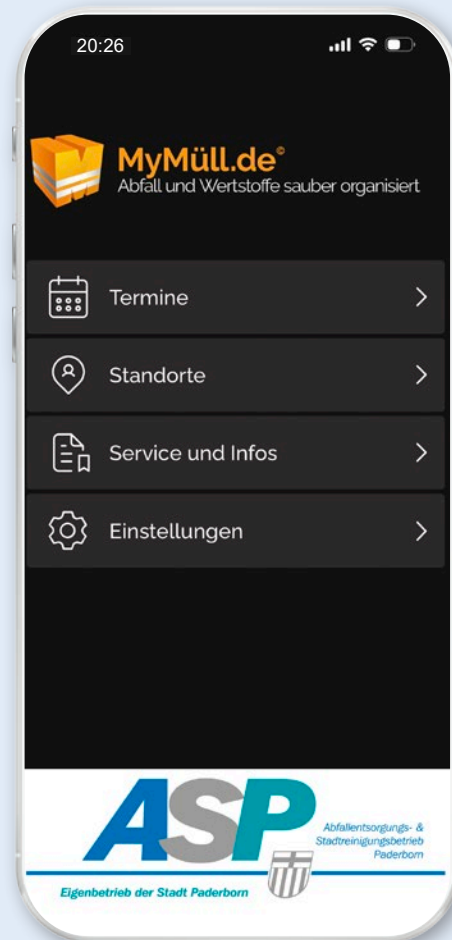 20:26
MyMüll.de©
Abfall und Wertstoffe sauber organisiert
Termine
Standorte
Service und Infos
Einstellungen
ASP
Abfallentsorgungs- &
Stadtreinigungsbetrieb
Paderborn
Eigenbetrieb der Stadt Paderborn